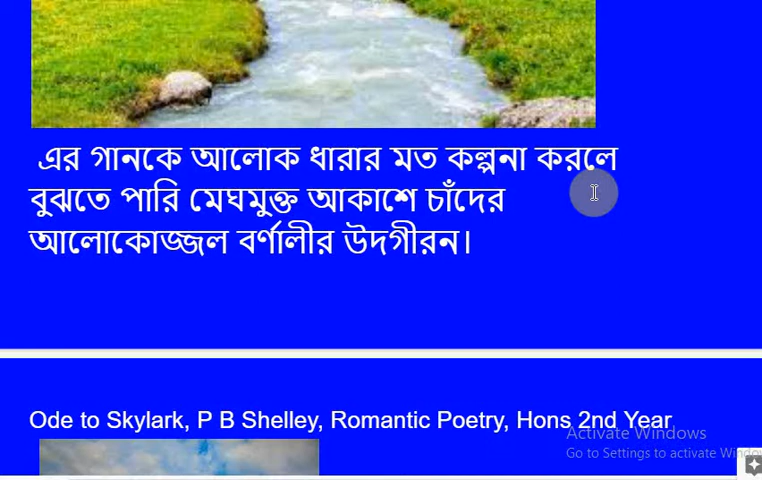 এর গানকে আলোক ধারার মত কল্পনা করলে
বুঝতে পারি মেঘমুক্ত আকাশে চাঁদের
আলোকোজ্জল বর্ণালীর উদগীরন।
Ode to Skylark, P B Shelley, Romantic Poetry, Hons 2nd Year
Activate Windows
Go to Settings to activate Windo